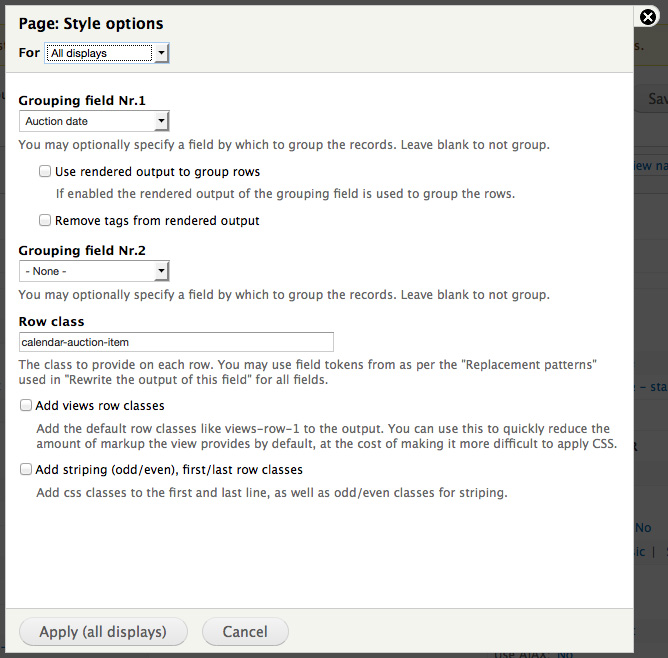 Page: Style options
For All displays
s.
Sav
Grouping field Nr.1
Auction date
You may optionally specify a field by which to group the records. Leave blank to not group.
iew na
Use rendered output to group rows
If enabled the rendered output of the grouping field is used to group the rows.
Remove tags from rendered output
Grouping field Nr.2
- None -
You may optionally specify a field by which to group the records. Leave blank to not group.
Row class
calendar-auction-item
The class to provide on each row. You may use field tokens from as per the "Replacement patterns"
used in "Rewrite the output of this field" for all fields.
e – sta
Add views row classes
Add the default row classes like views-row-1 to the output. You can use this to quickly reduce the
amount of markup the view provides by default, at the cost of making it more difficult to apply CSS.
Add striping (odd/even), first/last row classes
Add css classes to the first and last line, as well as odd/even classes for striping.
No
ic |
Apply (all displays) Cancel
Use AJAX: No